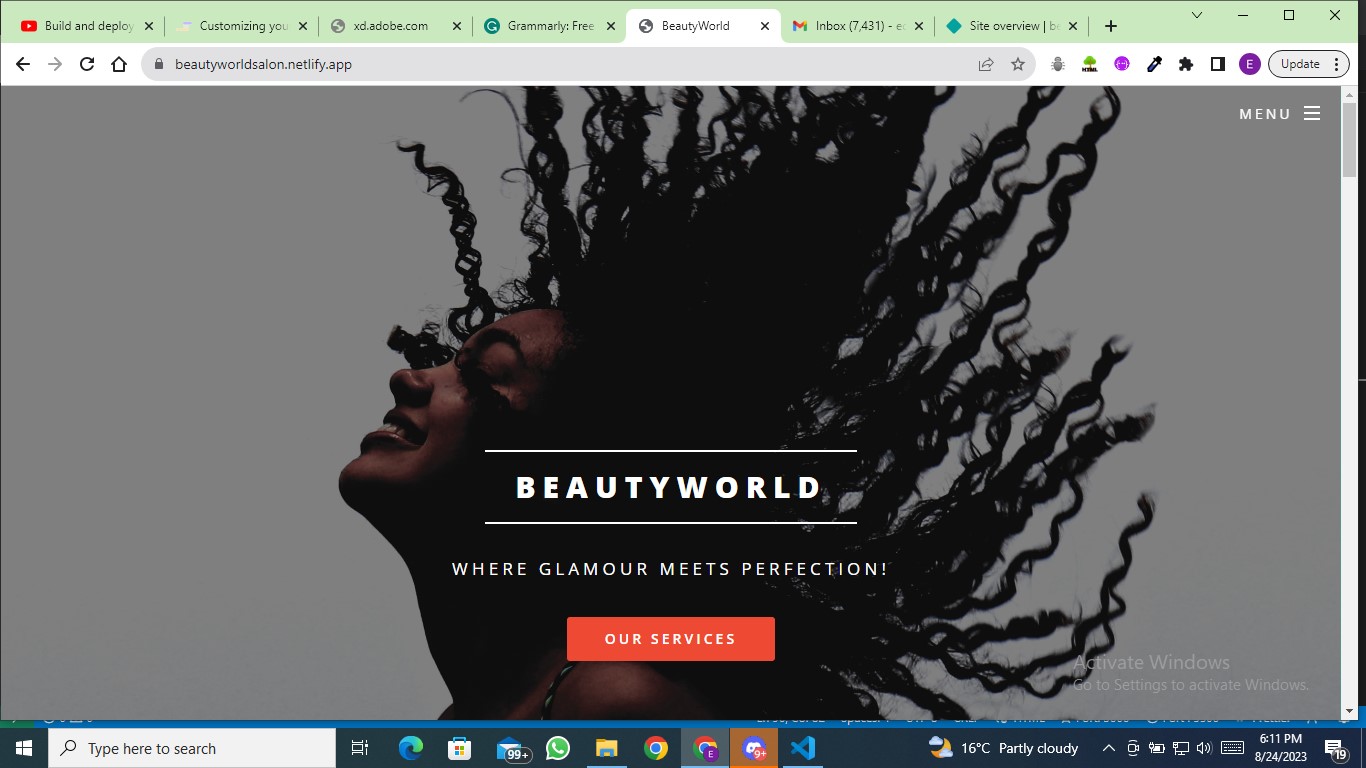 Build and deploy
Customizing you
xd.adobe.com
Grammarly: Free
BeautyWorld
Inbox (7,431) - ec
Site overview | be
beautyworldsalon.netlify.app
E
Update
MENU
BEAUTYWORLD
WHERE GLAMOUR MEETS PERFECTION!
OUR SERVICES
Activate Windows
Go to Settings to activate Windows.
Type here to search
99+
E
9+
16°C Partly cloudy
6:11 PM
8/24/2023
19